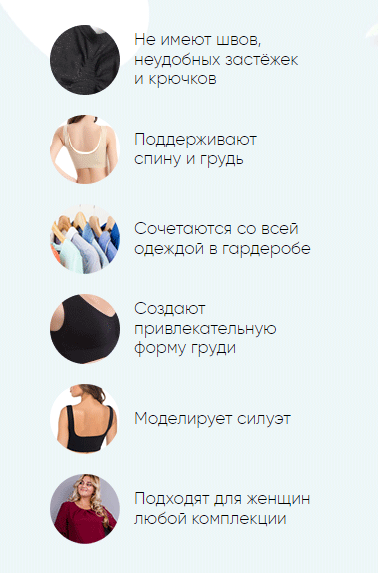 Не имеют швов,
неудобных застёжек
и крючков
Поддерживают
спину и грудь
Сочетаются со всей
одеждой в гардеробе
Создают
привлекательную
форму груди
Моделирует силуэт
Подходят для женщин
любой комплекции